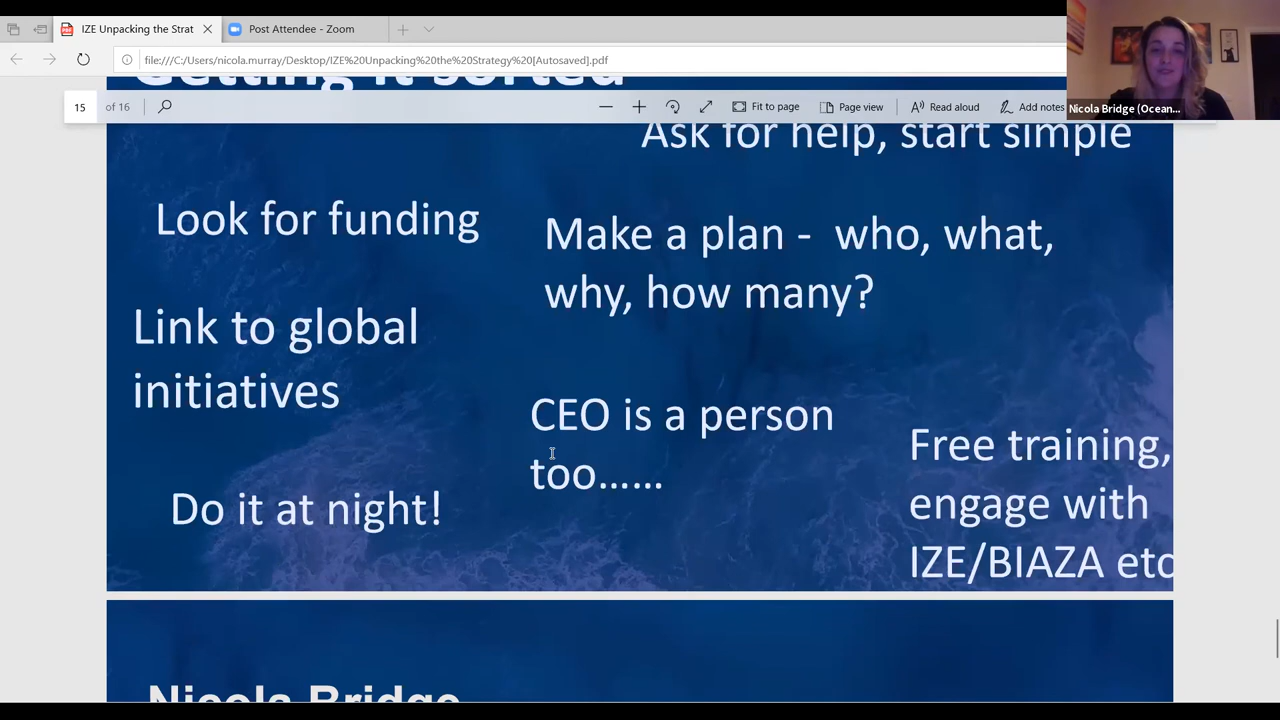 IZE Unpacking the Strat
Post Attendee - Zoom
file:///C:/Users/nicola.murray/Desktop/IZE%20Unpacking%20the%20Strategy%20[Autosaved].pdf
Nicola Bridge (Ocean...
Getting it sorted
15 of 16
Fit to page
Page view
Read aloud
Add notes
Ask for help, start simple
Look for funding
Make a plan - who, what,
why, how many?
Link to global
initiatives
CEO is a person
too......
Free training,
engage with
IZE/BIAZA etc
Do it at night!
Nicola Bridge